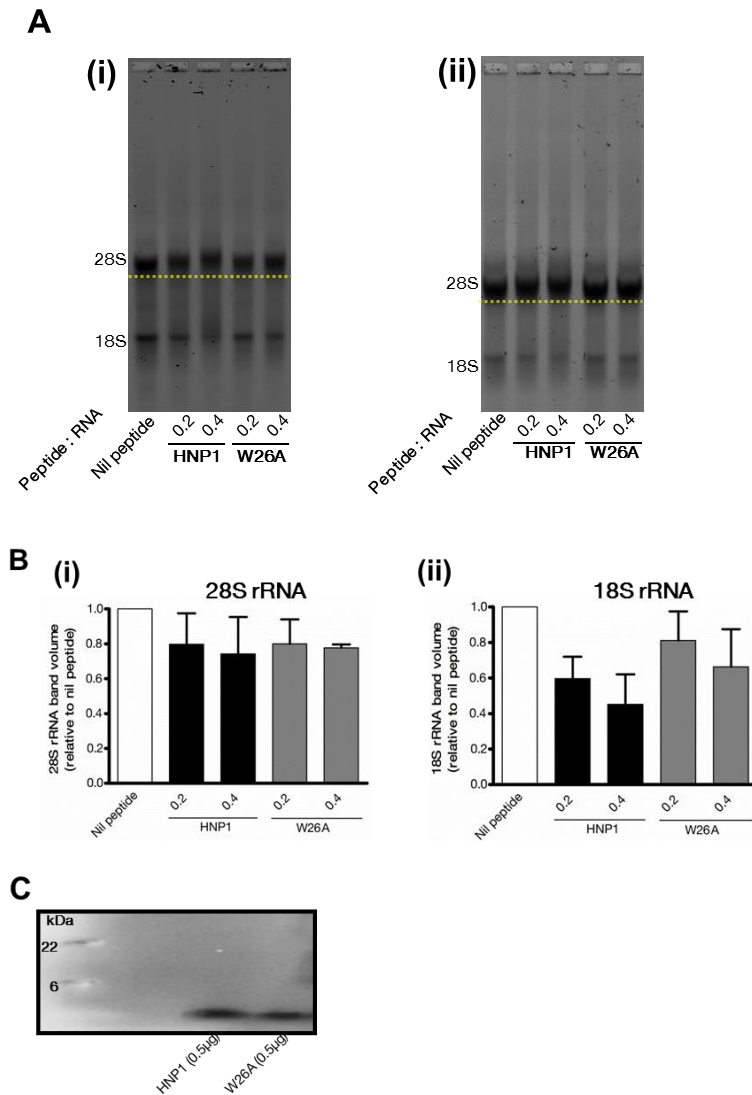 A
(i)
28S
18S
Peptide : RNA
Nil peptide
0.2
0.4
0.2
0.4
HNP1
W26A
(ii)
28S
18S
Peptide : RNA
Nil peptide
0.2
0.4
0.2
0.4
HNP1
W26A
B
(i)
28S rRNA
28S rRNA band volume
(relative to nil peptide)
1.0
0.8
0.6
0.4
0.2
0.0
Nil peptide
0.2
0.4
0.2
0.4
HNP1
W26A
(ii)
18S rRNA
18S rRNA band volume
(relative to nil peptide)
1.0
0.8
0.6
0.4
0.2
0.0
Nil peptide
0.2
0.4
0.2
0.4
HNP1
W26A
C
kDa
22
6
HNP1 (0.5µg)
W26A (0.5µg)